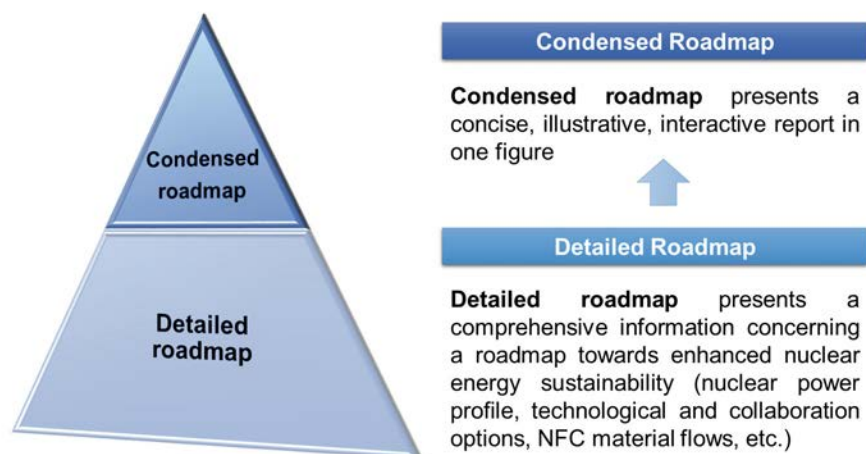 Condensed
roadmap
Detailed
roadmap
Condensed Roadmap
Condensed roadmap presents a
concise, illustrative, interactive report in
one figure
Detailed Roadmap
Detailed roadmap presents a
comprehensive information concerning
a roadmap towards enhanced nuclear
energy sustainability (nuclear power
profile, technological and collaboration
options, NFC material flows, etc.)